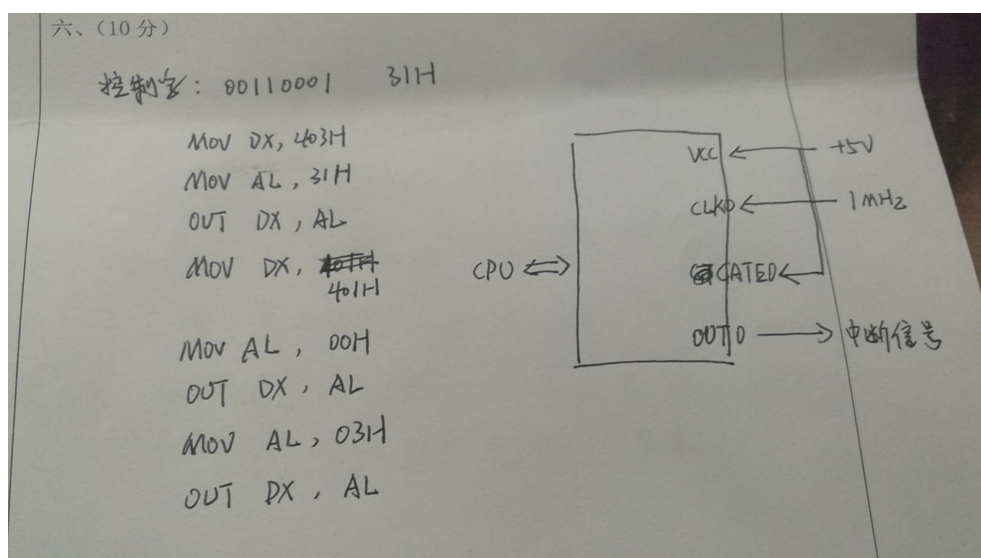 六、（10分）
控制字：00110001 31H
MOV DX, 403H
MOV AL, 31H
OUT DX, AL
MOV DX,
401H
MOV AL, 00H
OUT DX, AL
MOV AL, 03H
OUT DX, AL
VCC +5V
CLK0 1MHz
CPU GATE0
OUT0 中断信号